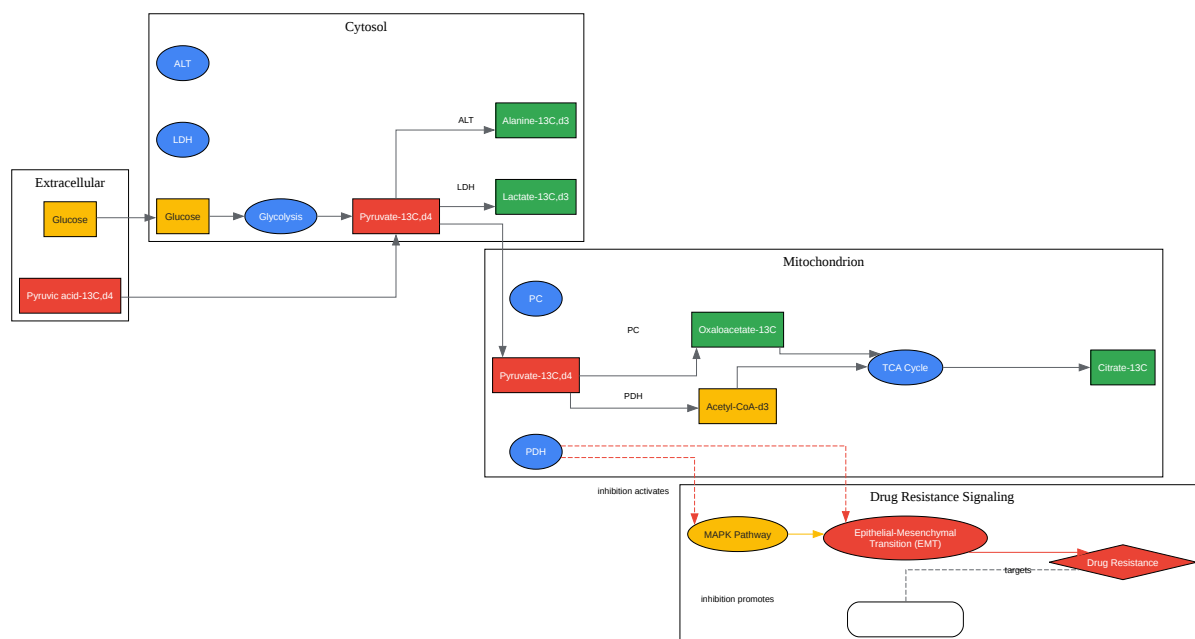 Cytosol
ALT
LDH
ALT
Alanine-13C,d3
LDH
Lactate-13C,d3
Extracellular
Glucose
Glucose
Glycolysis
Pyruvate-13C,d4
Pyruvic acid-13C,d4
Mitochondrion
PC
PC
Oxaloacetate-13C
Pyruvate-13C,d4
PDH
Acetyl-CoA-d3
TCA Cycle
Citrate-13C
PDH
inhibition activates
Drug Resistance Signaling
MAPK Pathway
Epithelial-Mesenchymal
Transition (EMT)
targets
Drug Resistance
inhibition promotes